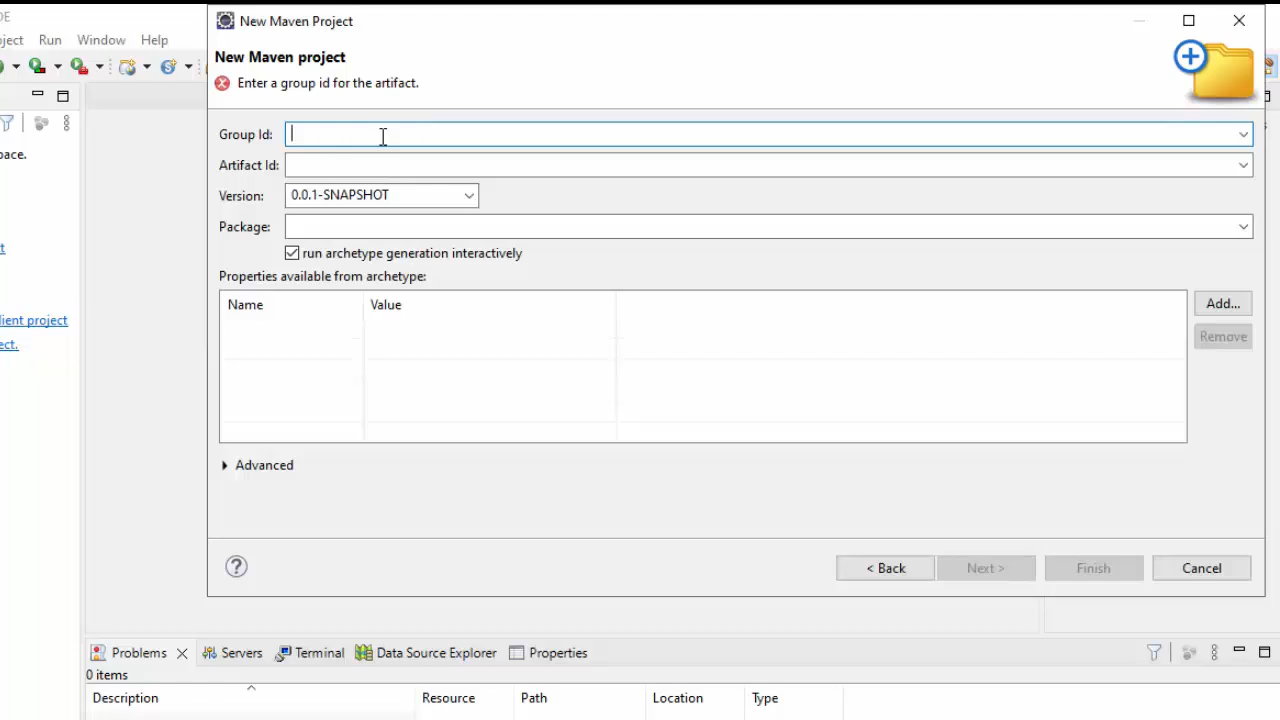 DE
New Maven Project
ject Run Window Help
New Maven project
Enter a group id for the artifact.
pace.
Group Id:
Artifact Id:
Version: 0.0.1-SNAPSHOT
Package:
t
run archetype generation interactively
Properties available from archetype:
Name Value Add...
lient project
Remove
ect.
Advanced
< Back Next > Finish Cancel
Problems Servers Terminal Data Source Explorer Properties
0 items
Description Resource Path Location Type